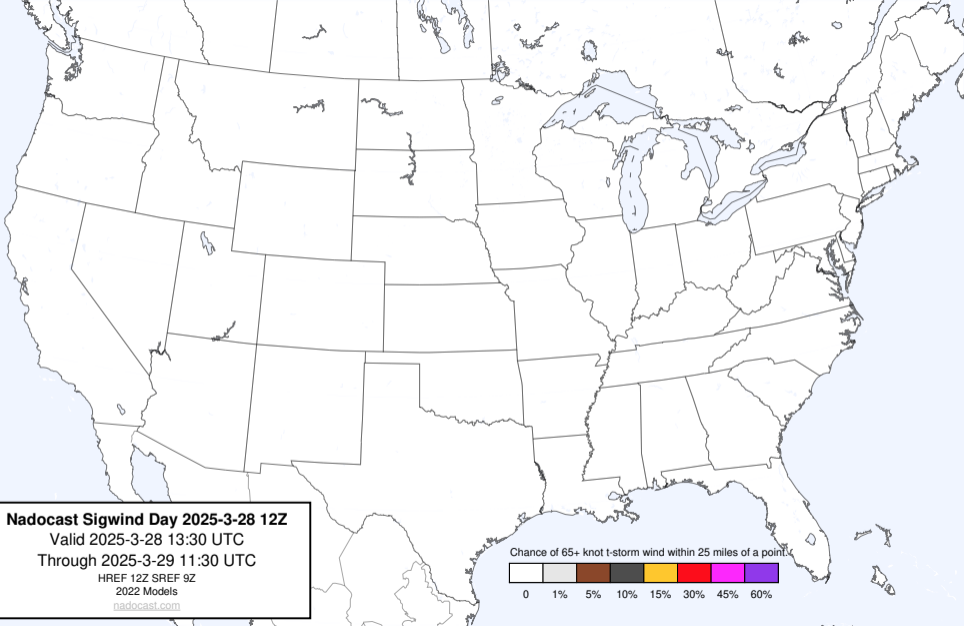 Nadocast Sigwind Day 2025-3-28 12Z
Valid 2025-3-28 13:30 UTC
Through 2025-3-29 11:30 UTC
HREF 12Z SREF 9Z
2022 Models
nadocast.com
Chance of 65+ knot t-storm wind within 25 miles of a point.
0 1% 5% 10% 15% 30% 45% 60%